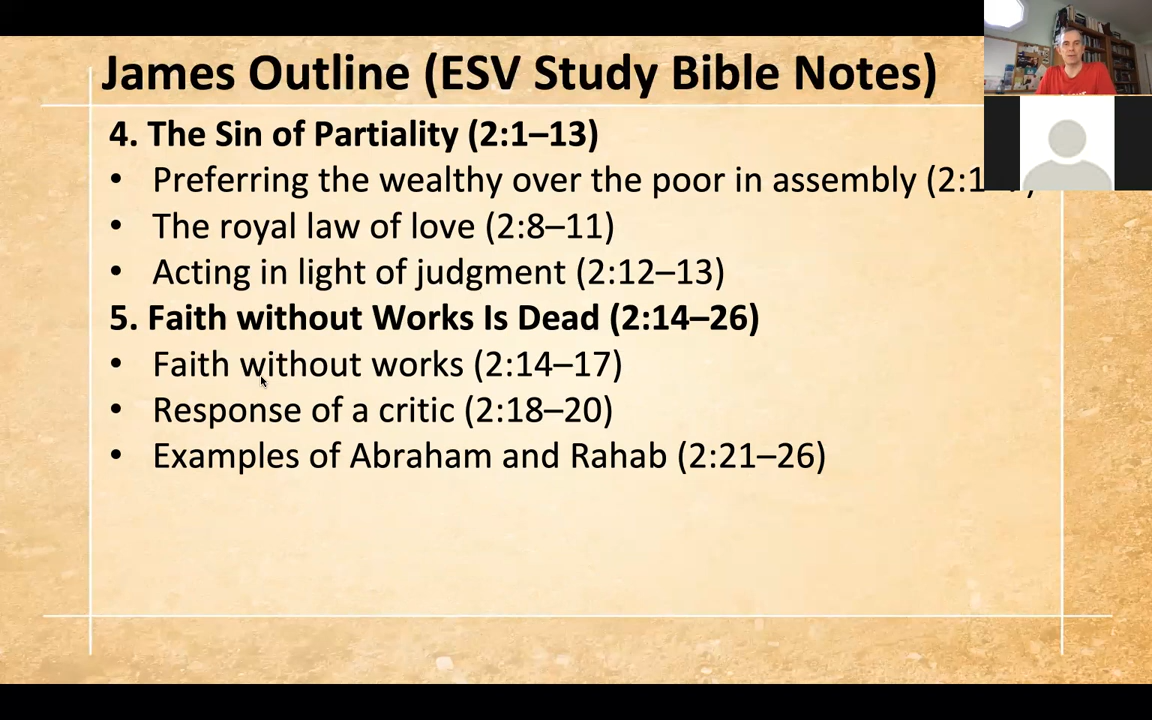 James Outline (ESV Study Bible Notes)
4. The Sin of Partiality (2:1–13)
• Preferring the wealthy over the poor in assembly (2:1
• The royal law of love (2:8–11)
• Acting in light of judgment (2:12–13)
5. Faith without Works Is Dead (2:14–26)
• Faith without works (2:14–17)
• Response of a critic (2:18–20)
• Examples of Abraham and Rahab (2:21–26)